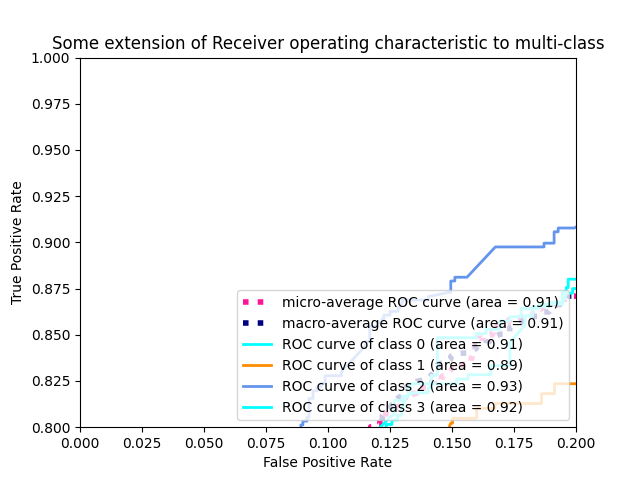 Some extension of Receiver operating characteristic to multi-class
1.000
0.975
0.950
0.925
0.900
0.875
0.850
0.825
0.800
True Positive Rate
micro-average ROC curve (area = 0.91)
macro-average ROC curve (area = 0.91)
ROC curve of class 0 (area = 0.91)
ROC curve of class 1 (area = 0.89)
ROC curve of class 2 (area = 0.93)
ROC curve of class 3 (area = 0.92)
0.000 0.025 0.050 0.075 0.100 0.125 0.150 0.175 0.200
False Positive Rate